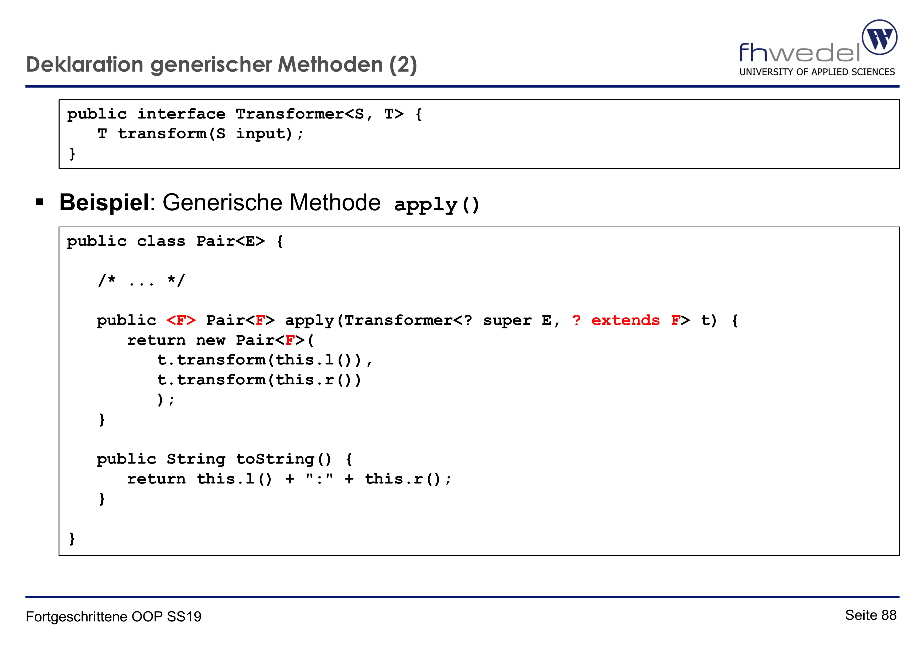 Deklaration generischer Methoden (2)
fhwedel
UNIVERSITY OF APPLIED SCIENCES
public interface Transformer<S, T> {
   T transform(S input);
}
▪ Beispiel: Generische Methode apply()
public class Pair<E> {
   /* ... */
   public <F> Pair<F> apply(Transformer<? super E, ? extends F> t) {
      return new Pair<F>(
         t.transform(this.l()),
         t.transform(this.r())
         );
   }
   public String toString() {
      return this.l() + ":" + this.r();
   }
}
Fortgeschrittene OOP SS19
Seite 88